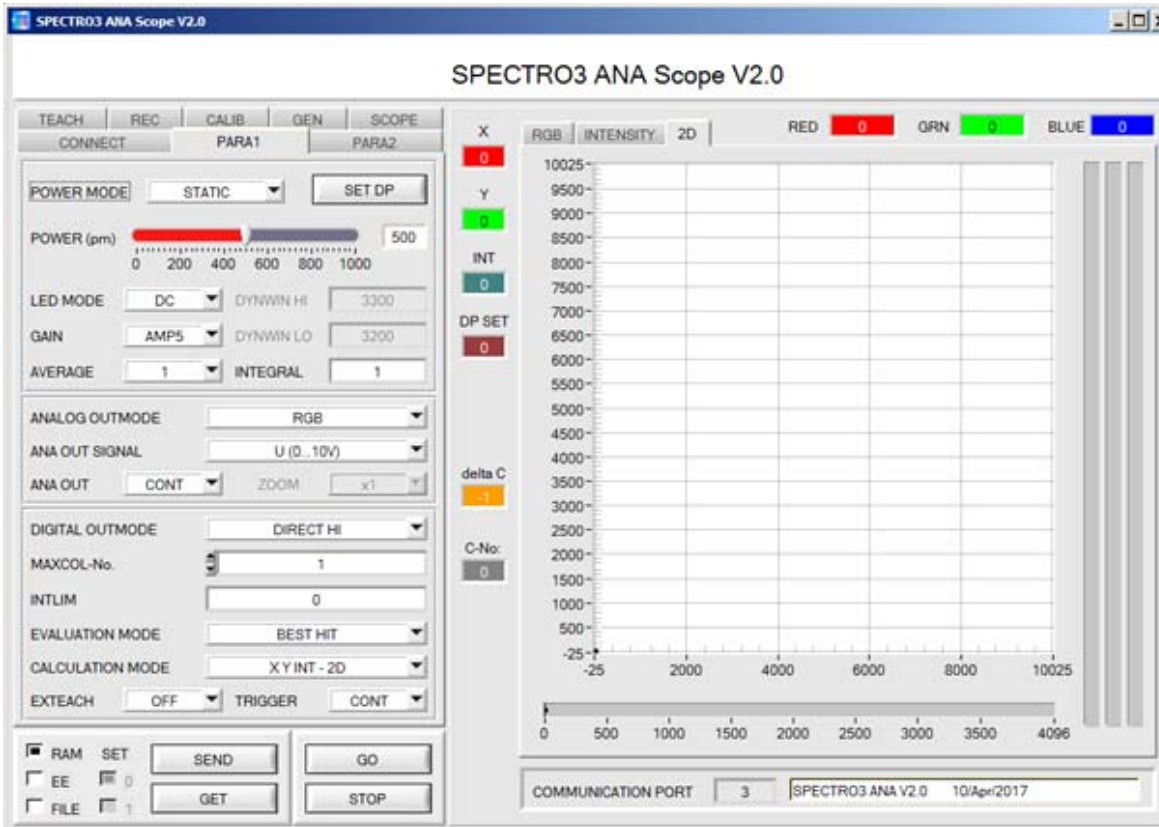 SPECTRO3 ANA Scope V2.0
SPECTRO3 ANA Scope V2.0
TEACH REC CALIB GEN SCOPE
CONNECT PARA1 PARA2
POWER MODE STATIC SET DP
POWER (pm) 500
0 200 400 600 800 1000
LED MODE DC DYNWIN HI 3300
GAIN AMP5 DYNWIN LO 3200
AVERAGE 1 INTEGRAL 1
ANALOG OUTMODE RGB
ANA OUT SIGNAL U (0...10V)
ANA OUT CONT ZOOM x1
DIGITAL OUTMODE DIRECT HI
MAXCOL-No. 1
INTLIM 0
EVALUATION MODE BEST HIT
CALCULATION MODE X Y INT - 2D
EXTEACH OFF TRIGGER CONT
RAM SET SEND GO
EE 0
FILE 1 GET STOP
X
0
Y
0
INT
0
DP SET
0
delta C
-1
C-No:
0
RGB INTENSITY 2D RED 0 GRN 0 BLUE 0
10025
9500
9000
8500
8000
7500
7000
6500
6000
5500
5000
4500
4000
3500
3000
2500
2000
1500
1000
500
-25
-25 2000 4000 6000 8000 10025
0 500 1000 1500 2000 2500 3000 3500 4096
COMMUNICATION PORT 3 SPECTRO3 ANA V2.0 10/Apr/2017